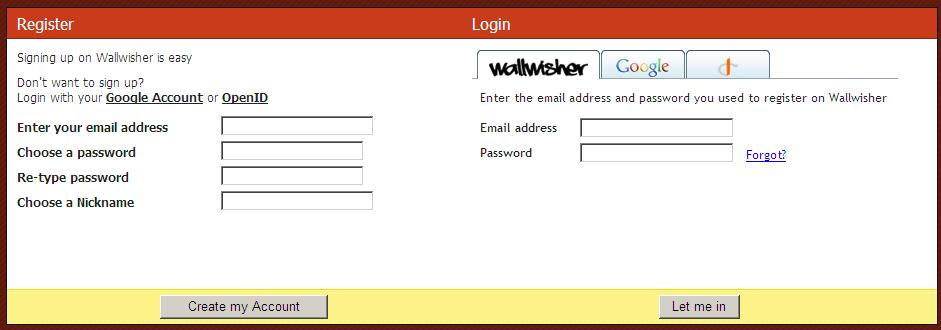 Register
Signing up on Wallwisher is easy
Don't want to sign up?
Login with your Google Account or OpenID
Enter your email address
Choose a password
Re-type password
Choose a Nickname
Create my Account
Login
wallwisher Google
Enter the email address and password you used to register on Wallwisher
Email address
Password Forgot?
Let me in